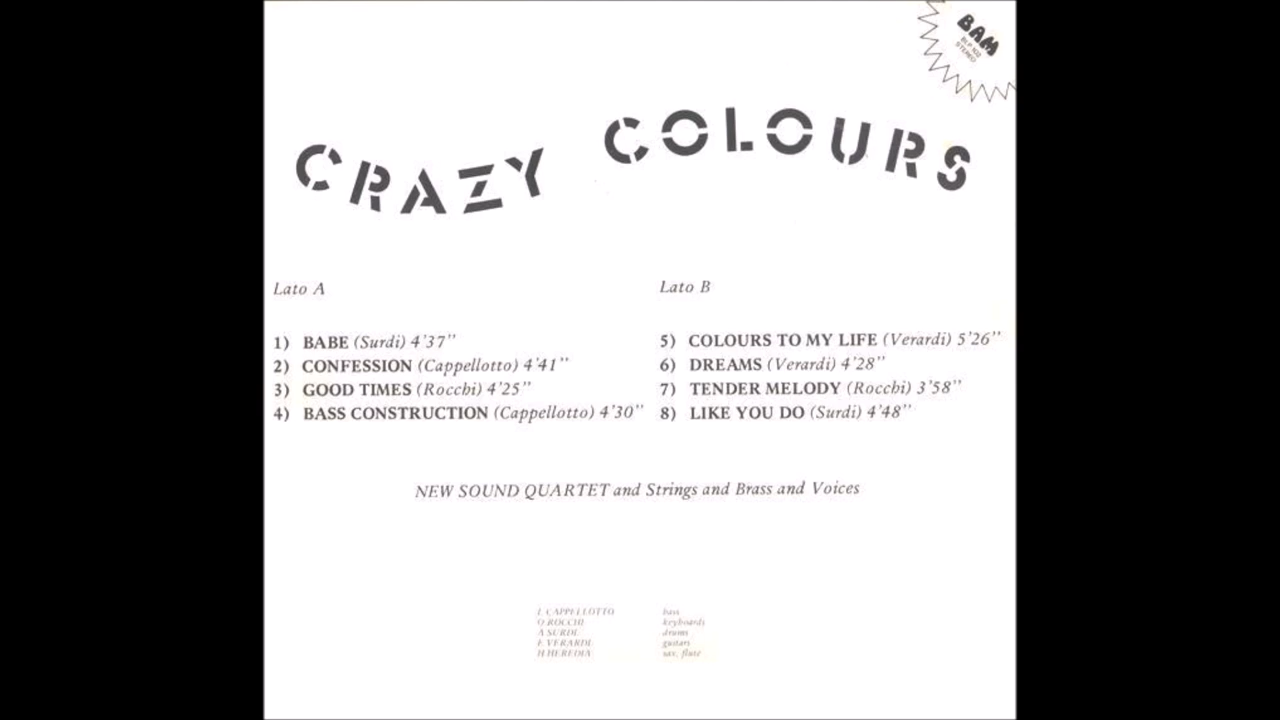 BAM
BLP 102
STEREO
CRAZY COLOURS
Lato A
1) BABE (Surdi) 4'37"
2) CONFESSION (Cappellotto) 4'41"
3) GOOD TIMES (Rocchi) 4'25"
4) BASS CONSTRUCTION (Cappellotto) 4'30"
Lato B
5) COLOURS TO MY LIFE (Verardi) 5'26"
6) DREAMS (Verardi) 4'28"
7) TENDER MELODY (Rocchi) 3'58"
8) LIKE YOU DO (Surdi) 4'48"
NEW SOUND QUARTET and Strings and Brass and Voices
CAPPELLOTTO bass
O. ROCCHI keyboards
A. SURDI drums
VERARDI guitars
H. HEREDIA sax, flute